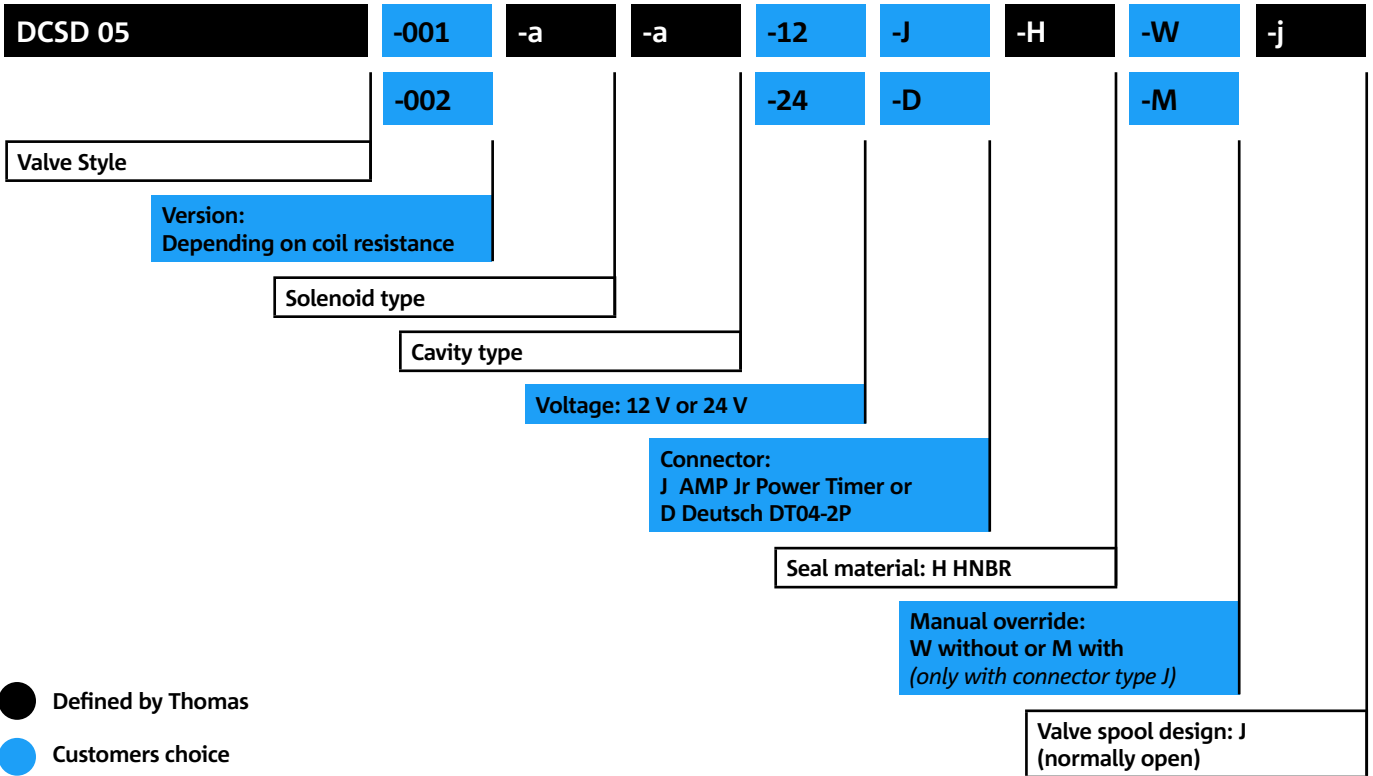 DCSD 05 -001 -a -a -12 -J -H -W -j
-002 -24 -D -M
Valve Style
Version:
Depending on coil resistance
Solenoid type
Cavity type
Voltage: 12 V or 24 V
Connector:
J AMP Jr Power Timer or
D Deutsch DT04-2P
Seal material: H HNBR
Manual override:
W without or M with
(only with connector type J)
Defined by Thomas
Customers choice
Valve spool design: J
(normally open)